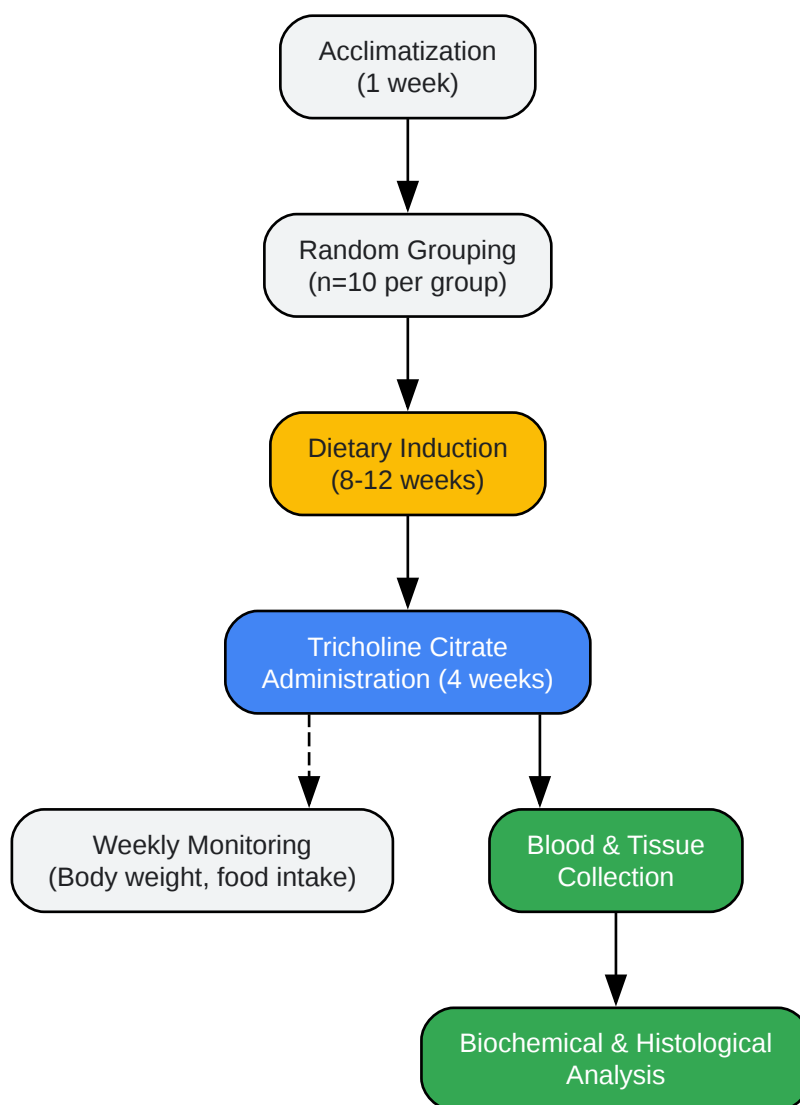 Acclimatization
(1 week)
Random Grouping
(n=10 per group)
Dietary Induction
(8-12 weeks)
Tricholine Citrate
Administration (4 weeks)
Weekly Monitoring
(Body weight, food intake)
Blood & Tissue
Collection
Biochemical & Histological
Analysis